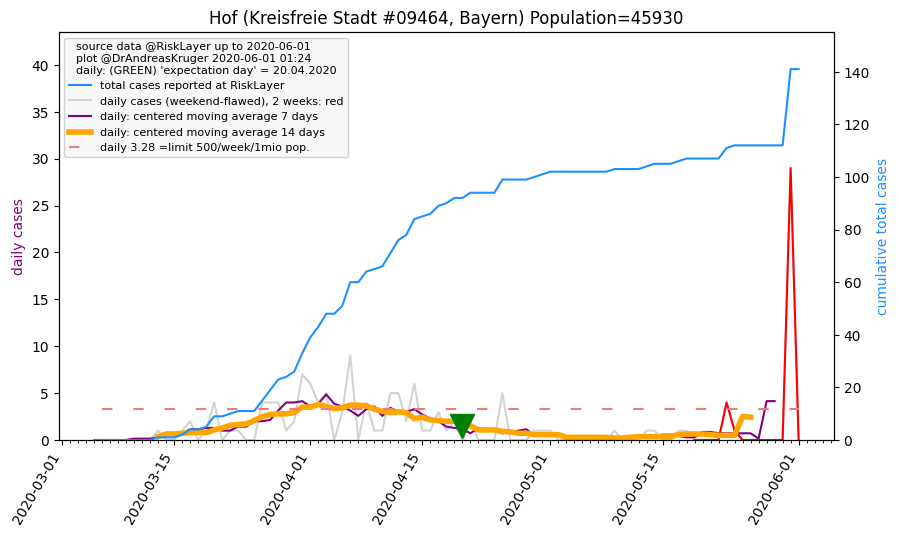 Hof (Kreisfreie Stadt #09464, Bayern) Population=45930
source data @RiskLayer up to 2020-06-01
plot @DrAndreasKruger 2020-06-01 01:24
daily: (GREEN) 'expectation day' = 20.04.2020
total cases reported at RiskLayer
daily cases (weekend-flawed), 2 weeks: red
daily: centered moving average 7 days
daily: centered moving average 14 days
daily 3.28 =limit 500/week/1mio pop.
daily cases
40
35
30
25
20
15
10
5
0
cumulative total cases
140
120
100
80
60
40
20
0
2020-03-01
2020-03-15
2020-04-01
2020-04-15
2020-05-01
2020-05-15
2020-06-01